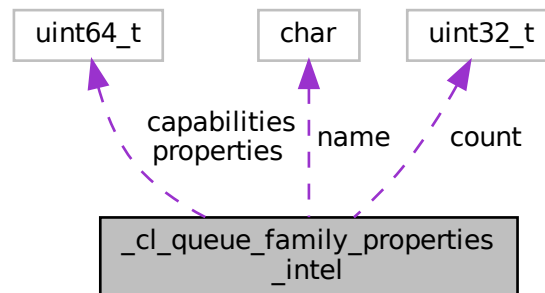 uint64_t
char
uint32_t
capabilities
properties
name
count
_cl_queue_family_properties
_intel